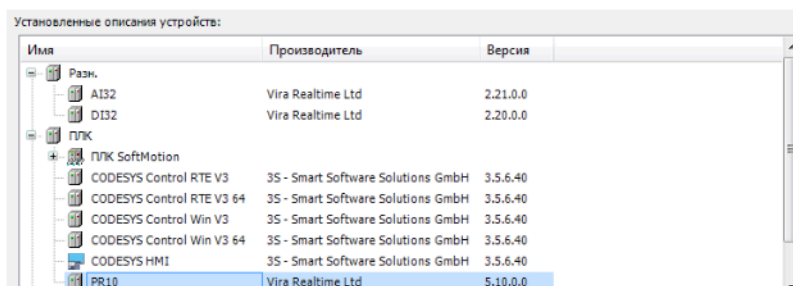 Установленные описания устройств:
Имя Производитель Версия
Разн.
AI32 Vira Realtime Ltd 2.21.0.0
DI32 Vira Realtime Ltd 2.20.0.0
ПЛК
ПЛК SoftMotion
CODESYS Control RTE V3 3S - Smart Software Solutions GmbH 3.5.6.40
CODESYS Control RTE V3 64 3S - Smart Software Solutions GmbH 3.5.6.40
CODESYS Control Win V3 3S - Smart Software Solutions GmbH 3.5.6.40
CODESYS Control Win V3 64 3S - Smart Software Solutions GmbH 3.5.6.40
CODESYS HMI 3S - Smart Software Solutions GmbH 3.5.6.40
PR10 Vira Realtime Ltd 5.10.0.0